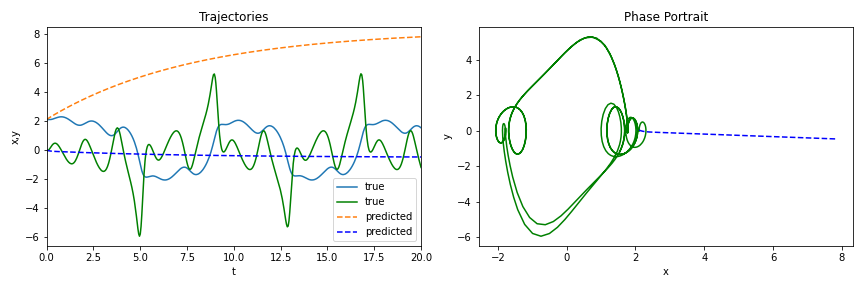 Trajectories
8
6
4
2
0
−2
−4
−6
x,y
0.0 2.5 5.0 7.5 10.0 12.5 15.0 17.5 20.0
t
true
true
predicted
predicted
Phase Portrait
4
2
0
−2
−4
−6
y
−2 0 2 4 6 8
x